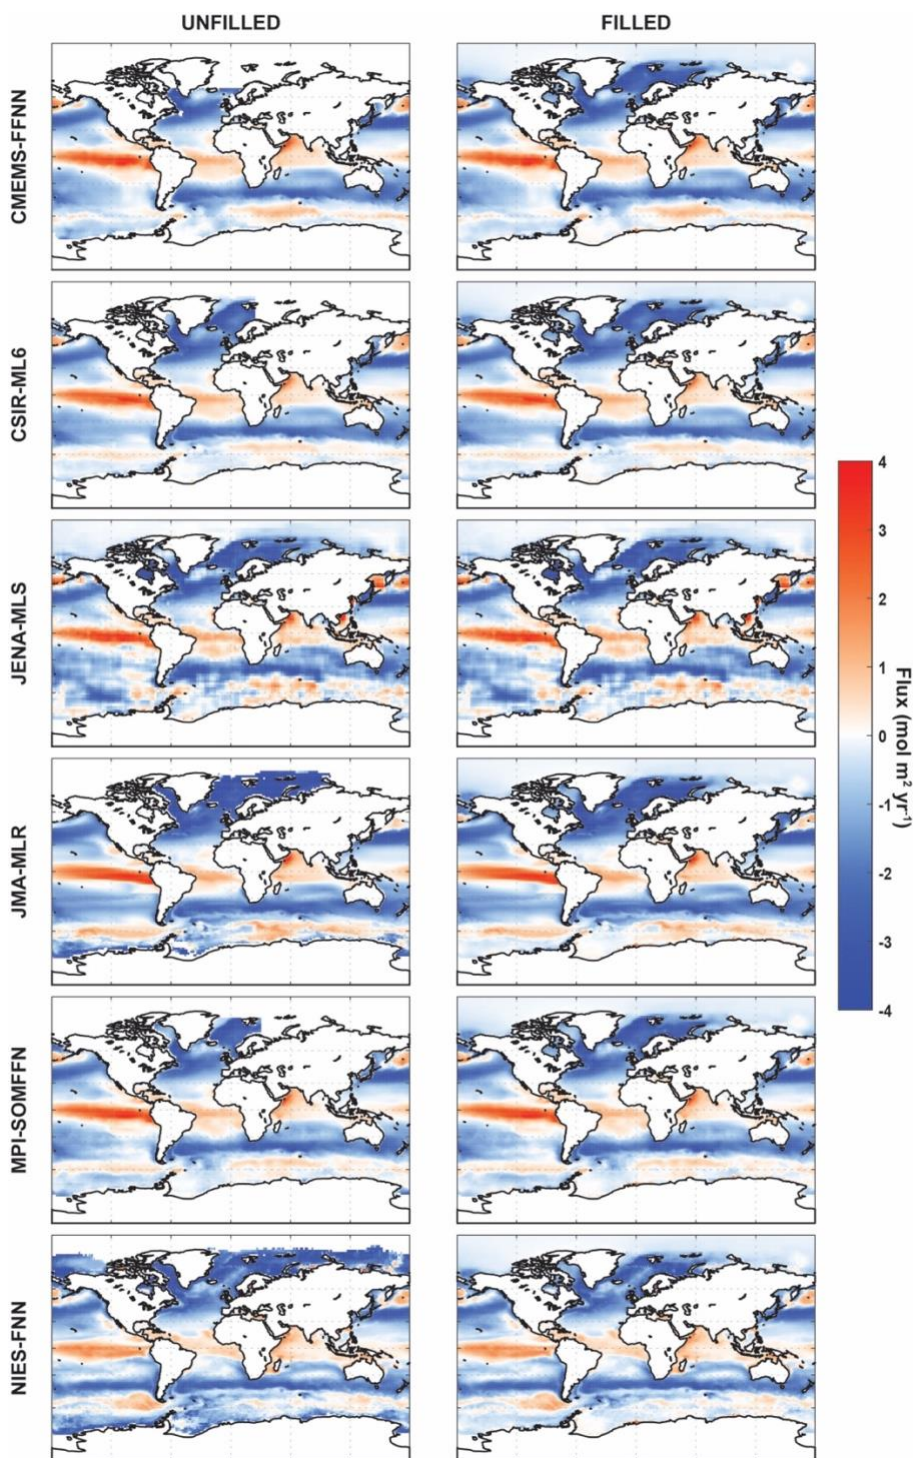 UNFILLED FILLED
CMEMS-FFNN
CSIR-ML6
JENA-MLS
JMA-MLR
MPI-SOMFFN
NIES-FNN
4
3
2
1
0
-1
-2
-3
-4
Flux (mol m² yr⁻¹)